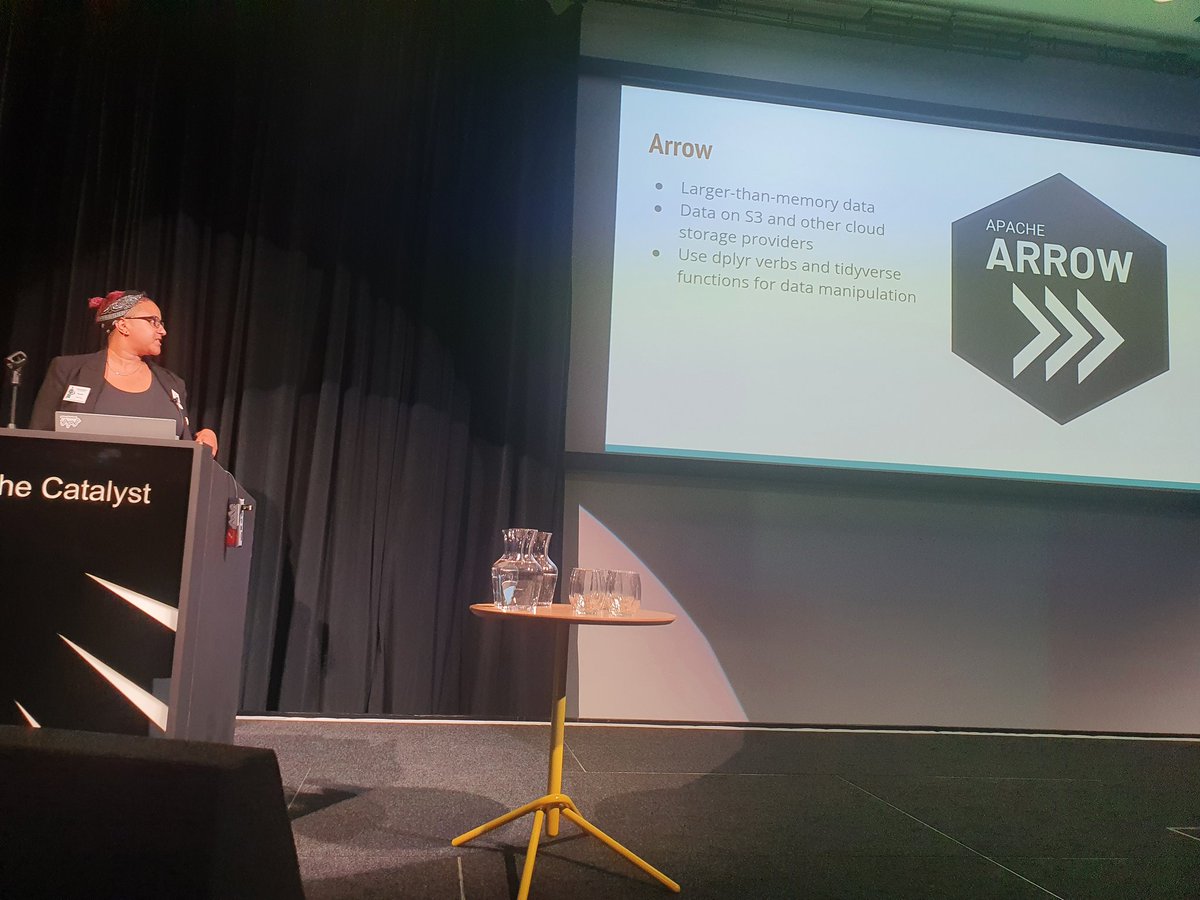 Arrow
Larger-than-memory data
Data on S3 and other cloud
storage providers
Use dplyr verbs and tidyverse
functions for data manipulation
APACHE
ARROW
he Catalyst